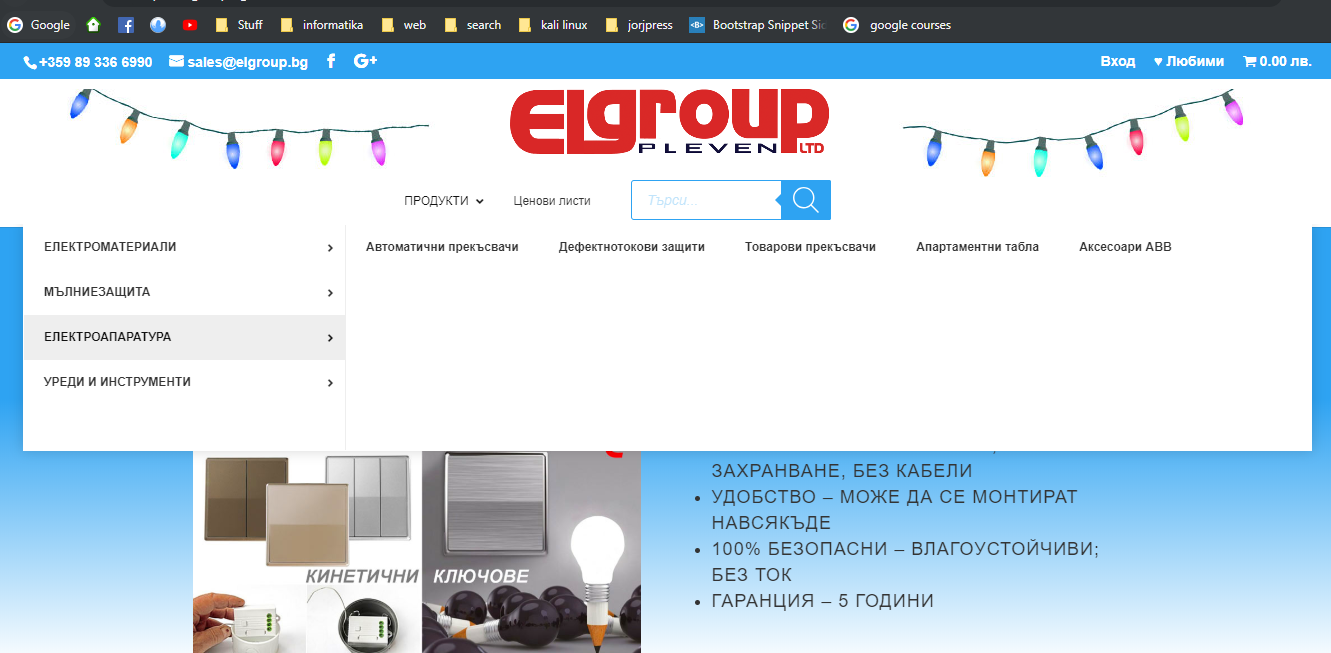 Google
Stuff
informatika
web
search
kali linux
jorjpress
Bootstrap Snippet Sic
google courses
+359 89 336 6990
sales@elgroup.bg
Вход
♥ Любими
0.00 лв.
ELGROUP
PLEVEN LTD
ПРОДУКТИ
Ценови листи
Търси...
ЕЛЕКТРОМАТЕРИАЛИ
МЪЛНИЕЗАЩИТА
ЕЛЕКТРОАПАРАТУРА
УРЕДИ И ИНСТРУМЕНТИ
Автоматични прекъсвачи
Дефектнотокови защити
Товарови прекъсвачи
Апартаментни табла
Аксесоари ABB
КИНЕТИЧНИ КЛЮЧОВЕ
ЗАХРАНВАНЕ, БЕЗ КАБЕЛИ
• УДОБСТВО – МОЖЕ ДА СЕ МОНТИРАТ
НАВСЯКЪДЕ
• 100% БЕЗОПАСНИ – ВЛАГОУСТОЙЧИВИ;
БЕЗ ТОК
• ГАРАНЦИЯ – 5 ГОДИНИ